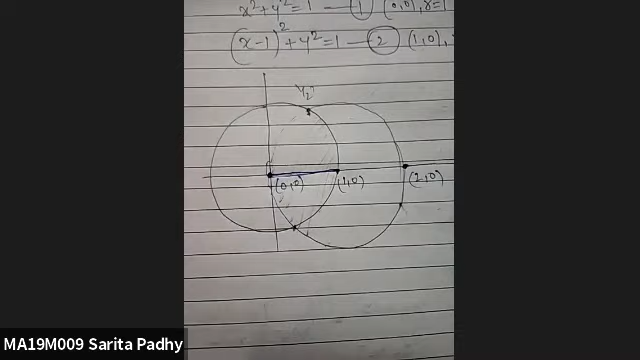 x²+y²=1 — ① (0,0), r=1
(x-1)²+y²=1 — ② (1,0),
(0,0)
(1,0)
(2,0)
MA19M009 Sarita Padhy